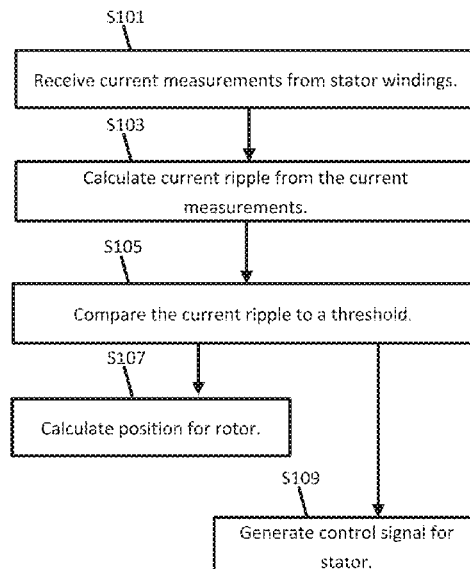 S101
Receive current measurements from stator windings.
S103
Calculate current ripple from the current
measurements.
S105
Compare the current ripple to a threshold.
S107
Calculate position for rotor.
S109
Generate control signal for
stator.